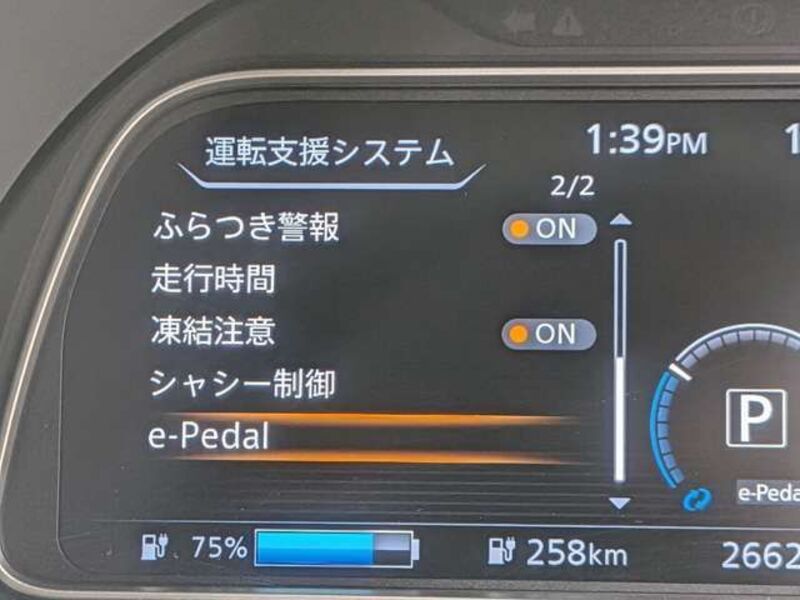 運転支援システム
1:39PM
2/2
ふらつき警報 ON
走行時間
凍結注意 ON
シャシー制御
e-Pedal
P
75% 258km